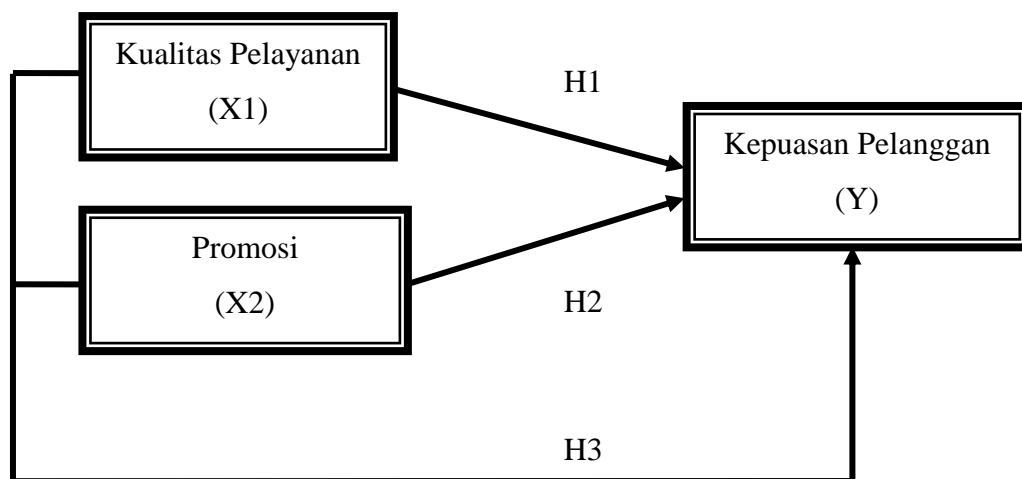 Kualitas Pelayanan
(X1)
H1
Kepuasan Pelanggan
(Y)
Promosi
(X2)
H2
H3